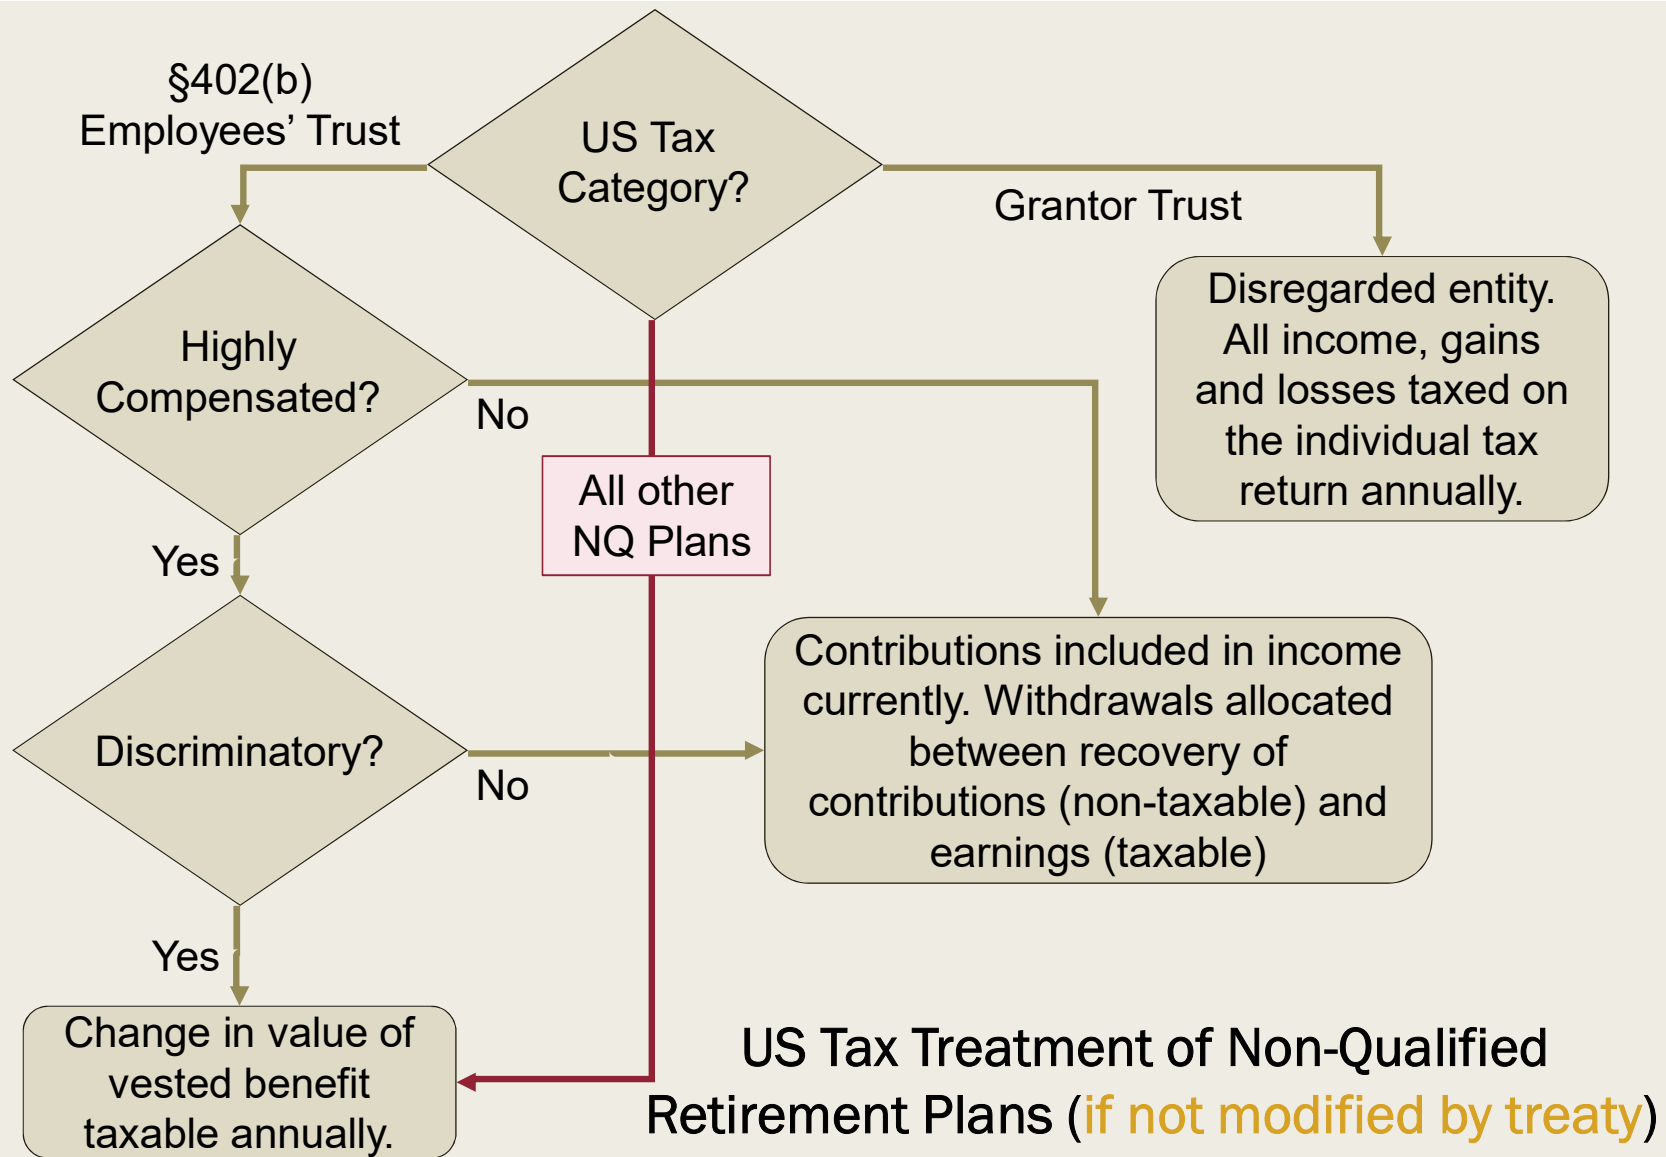 §402(b)
Employees’ Trust
US Tax
Category?
Grantor Trust
Disregarded entity.
All income, gains
and losses taxed on
the individual tax
return annually.
Highly
Compensated?
No
Yes
All other
NQ Plans
Discriminatory?
No
Yes
Contributions included in income
currently. Withdrawals allocated
between recovery of
contributions (non-taxable) and
earnings (taxable)
Change in value of
vested benefit
taxable annually.
US Tax Treatment of Non-Qualified
Retirement Plans (if not modified by treaty)